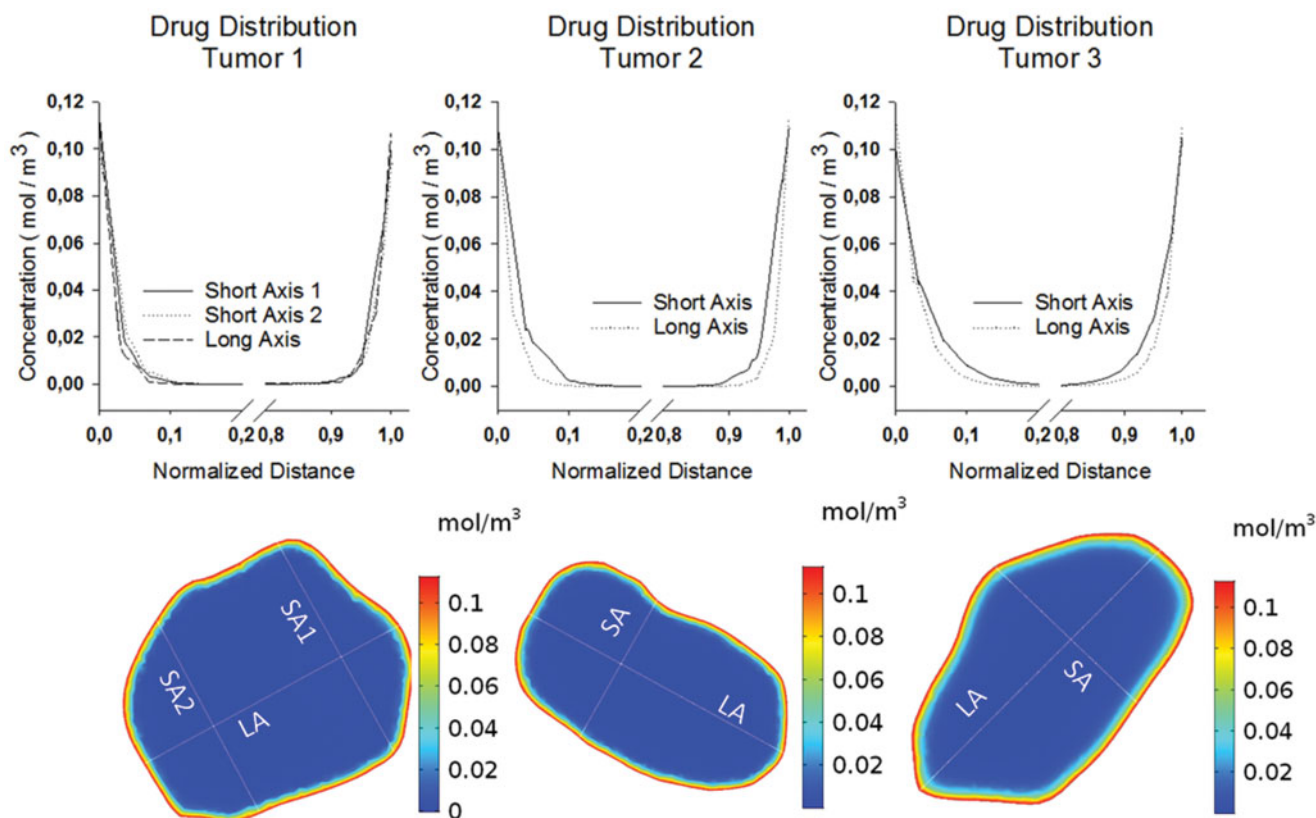 Drug Distribution
Tumor 1
0,12
0,10
0,08
0,06
0,04
0,02
0,00
Concentration ( mol / m³ )
Short Axis 1
Short Axis 2
Long Axis
0,0 0,1 0,2 0,8 0,9 1,0
Normalized Distance
Drug Distribution
Tumor 2
0,12
0,10
0,08
0,06
0,04
0,02
0,00
Concentration ( mol / m³ )
Short Axis
Long Axis
0,0 0,1 0,2 0,8 0,9 1,0
Normalized Distance
Drug Distribution
Tumor 3
0,12
0,10
0,08
0,06
0,04
0,02
0,00
Concentration ( mol / m³ )
Short Axis
Long Axis
0,0 0,1 0,2 0,8 0,9 1,0
Normalized Distance
SA1
SA2
LA
mol/m³
0.1
0.08
0.06
0.04
0.02
0
SA
LA
mol/m³
0.1
0.08
0.06
0.04
0.02
LA
SA
mol/m³
0.1
0.08
0.06
0.04
0.02